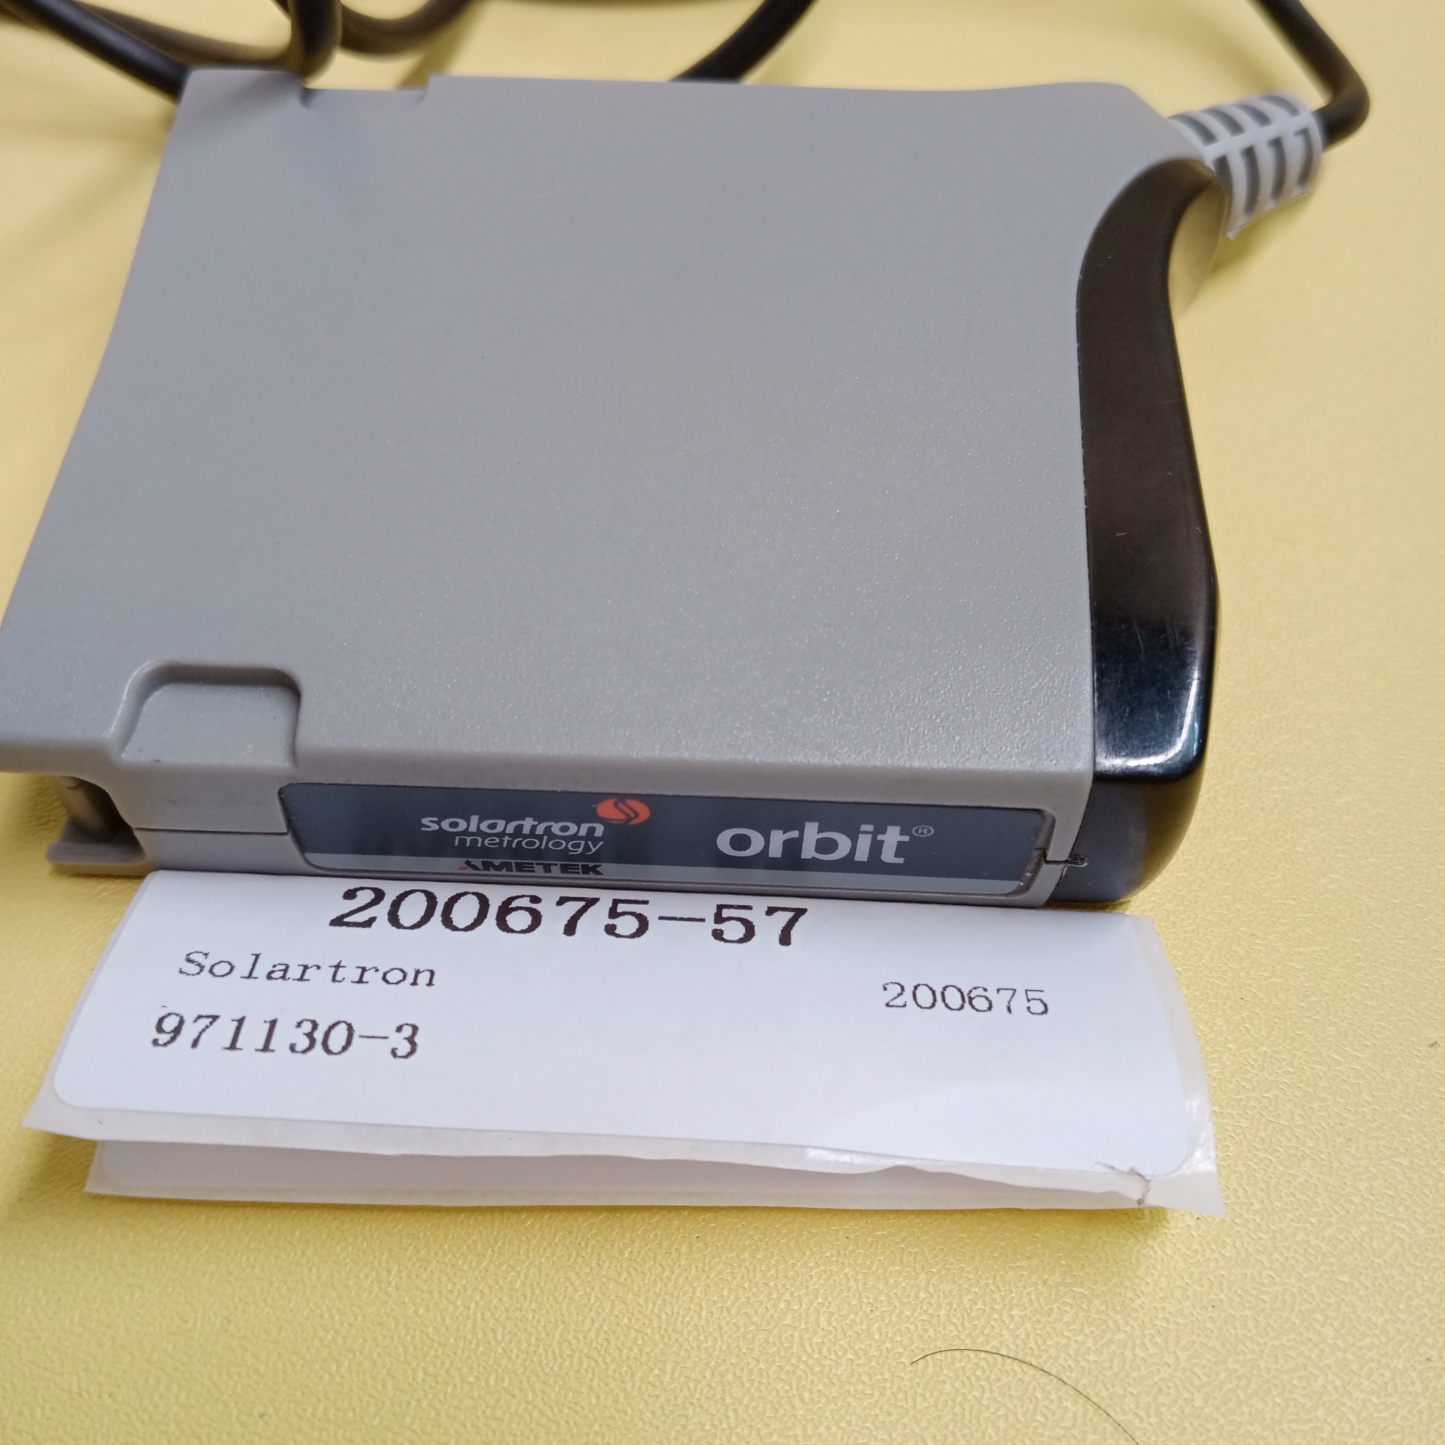 solartron
metrology
AMETEK
orbit®
200675-57
Solartron
200675
971130-3